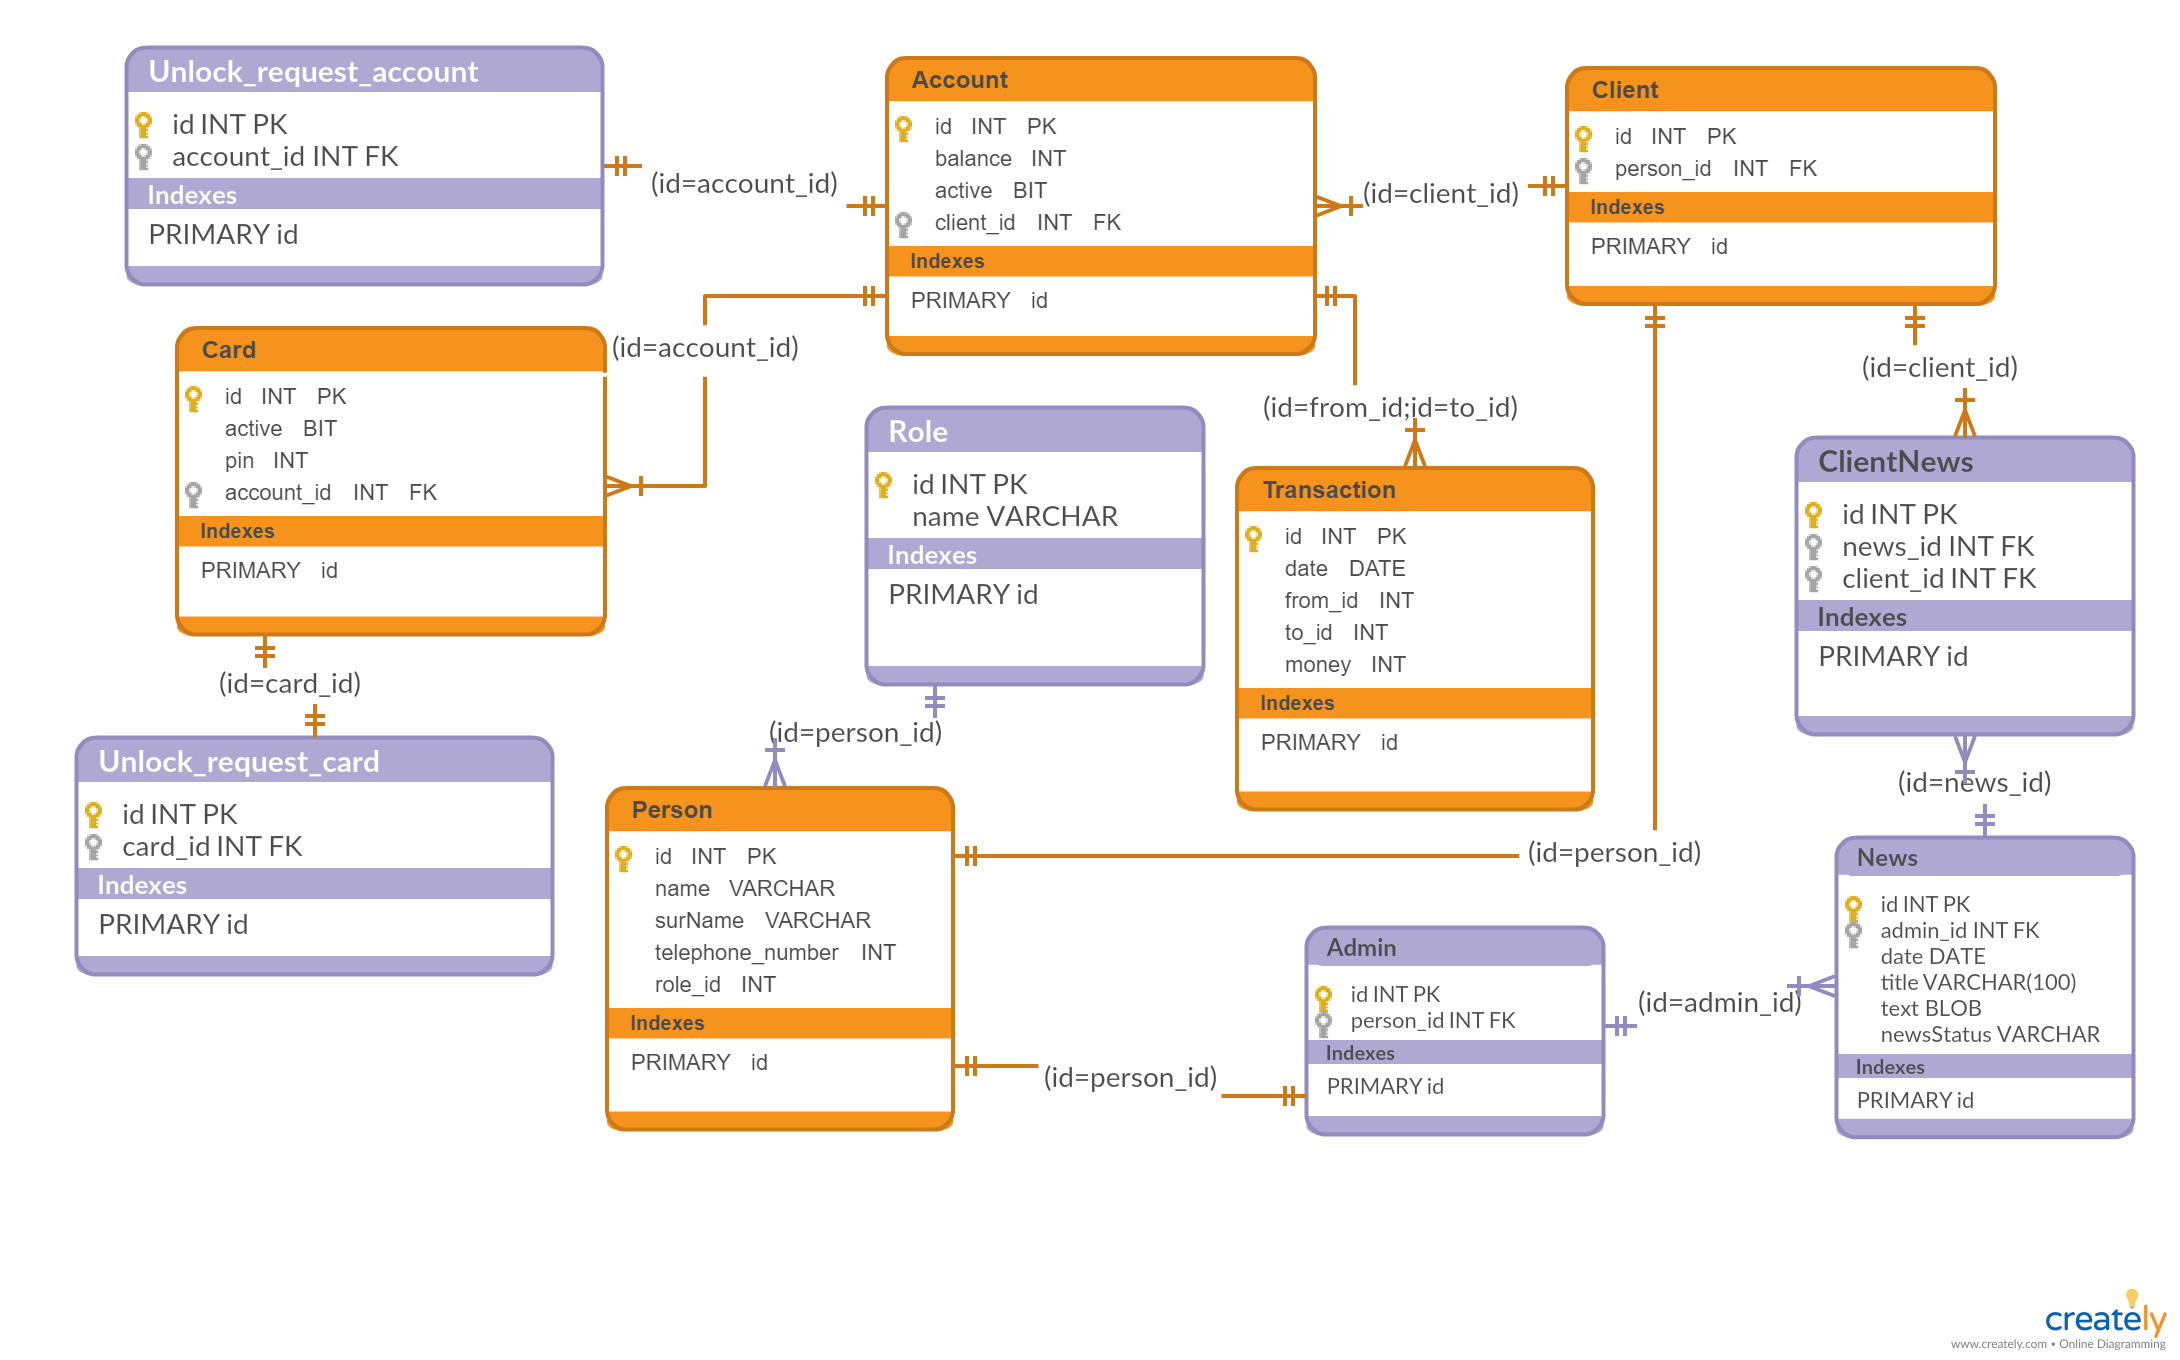 Unlock_request_account
id INT PK
account_id INT FK
Indexes
PRIMARY id
(id=account_id)
Account
id INT PK
balance INT
active BIT
client_id INT FK
Indexes
PRIMARY id
(id=client_id)
Client
id INT PK
person_id INT FK
Indexes
PRIMARY id
Card
id INT PK
active BIT
pin INT
account_id INT FK
Indexes
PRIMARY id
(id=account_id)
(id=from_id;id=to_id)
(id=client_id)
Role
id INT PK
name VARCHAR
Indexes
PRIMARY id
Transaction
id INT PK
date DATE
from_id INT
to_id INT
money INT
Indexes
PRIMARY id
ClientNews
id INT PK
news_id INT FK
client_id INT FK
Indexes
PRIMARY id
(id=card_id)
Unlock_request_card
id INT PK
card_id INT FK
Indexes
PRIMARY id
(id=person_id)
Person
id INT PK
name VARCHAR
surName VARCHAR
telephone_number INT
role_id INT
Indexes
PRIMARY id
(id=person_id)
(id=person_id)
Admin
id INT PK
person_id INT FK
Indexes
PRIMARY id
(id=admin_id)
(id=news_id)
News
id INT PK
admin_id INT FK
date DATE
title VARCHAR(100)
text BLOB
newsStatus VARCHAR
Indexes
PRIMARY id
creately
www.creately.com • Online Diagramming